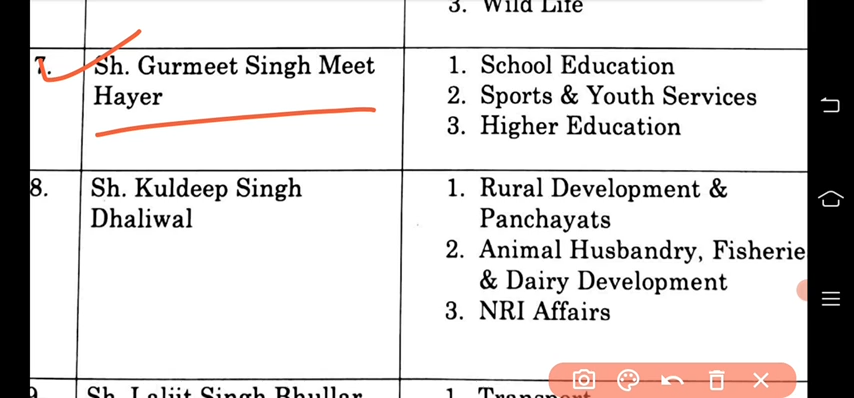 3. Wild Life
7. Sh. Gurmeet Singh Meet
Hayer
1. School Education
2. Sports & Youth Services
3. Higher Education
8. Sh. Kuldeep Singh
Dhaliwal
1. Rural Development &
Panchayats
2. Animal Husbandry, Fisherie
& Dairy Development
3. NRI Affairs
9. Sh. Laljit Singh Bhullar
1. Transport